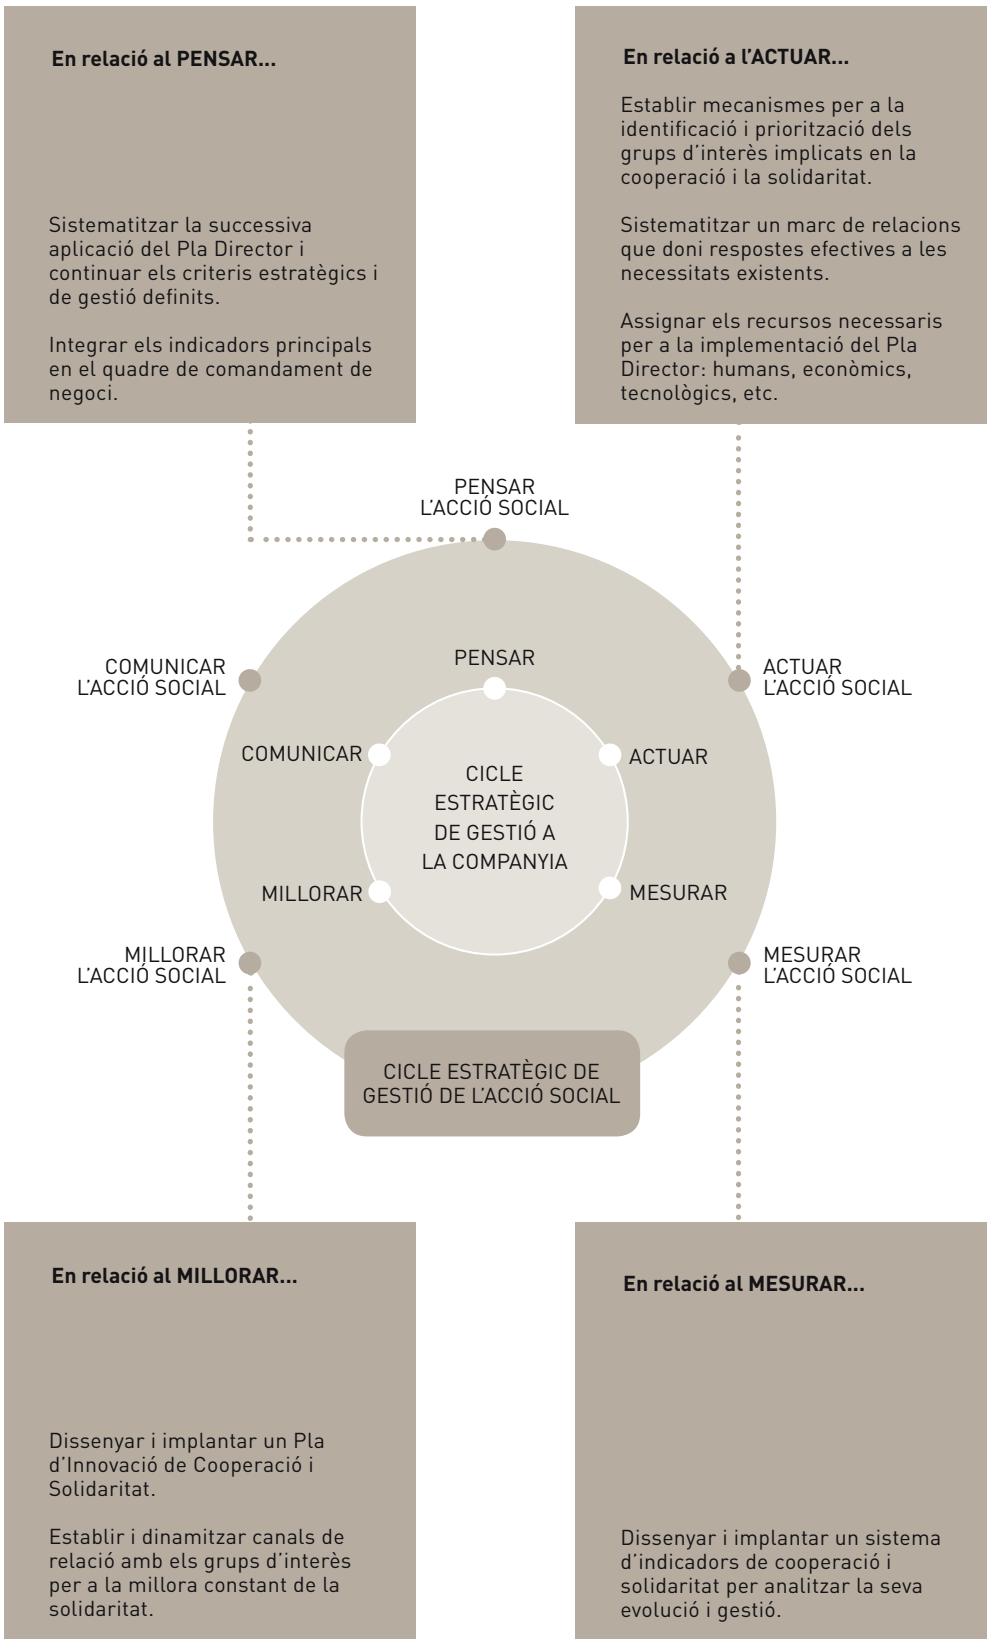 En relació al PENSAR...
Sistematitzar la successiva
aplicació del Pla Director i
continuar els criteris estratègics i
de gestió definits.
Integrar els indicadors principals
en el quadre de comandament de
negoci.
En relació a l’ACTUAR...
Establir mecanismes per a la
identificació i priorització dels
grups d’interès implicats en la
cooperació i la solidaritat.
Sistematitzar un marc de relacions
que doni respostes efectives a les
necessitats existents.
Assignar els recursos necessaris
per a la implementació del Pla
Director: humans, econòmics,
tecnològics, etc.
PENSAR
L’ACCIÓ SOCIAL
COMUNICAR
L’ACCIÓ SOCIAL
ACTUAR
L’ACCIÓ SOCIAL
PENSAR
COMUNICAR
ACTUAR
CICLE
ESTRATÈGIC
DE GESTIÓ A
LA COMPANYIA
MILLORAR
MESURAR
MILLORAR
L’ACCIÓ SOCIAL
MESURAR
L’ACCIÓ SOCIAL
CICLE ESTRATÈGIC DE
GESTIÓ DE L’ACCIÓ SOCIAL
En relació al MILLORAR...
Dissenyar i implantar un Pla
d’Innovació de Cooperació i
Solidaritat.
Establir i dinamitzar canals de
relació amb els grups d’interès
per a la millora constant de la
solidaritat.
En relació al MESURAR...
Dissenyar i implantar un sistema
d’indicadors de cooperació i
solidaritat per analitzar la seva
evolució i gestió.